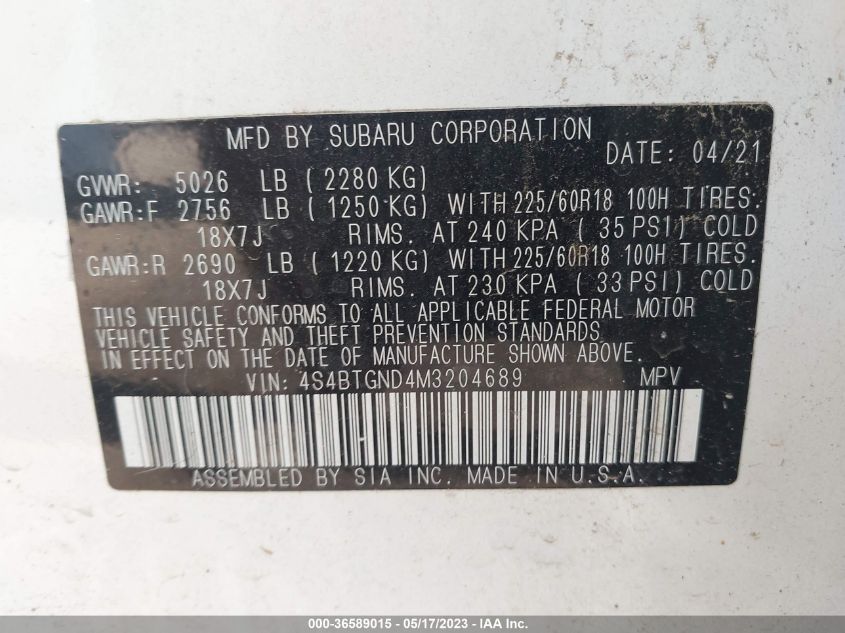 MFD BY SUBARU CORPORATION
DATE: 04/21
GVWR: 5026 LB ( 2280 KG)
GAWR:F 2756 LB ( 1250 KG) WITH 225/60R18 100H TIRES.
18X7J RIMS. AT 240 KPA ( 35 PSI) COLD
GAWR:R 2690 LB ( 1220 KG) WITH 225/60R18 100H TIRES.
18X7J RIMS. AT 230 KPA ( 33 PSI) COLD
THIS VEHICLE CONFORMS TO ALL APPLICABLE FEDERAL MOTOR
VEHICLE SAFETY AND THEFT PREVENTION STANDARDS
IN EFFECT ON THE DATE OF MANUFACTURE SHOWN ABOVE.
VIN: 4S4BTGND4M3204689 MPV
ASSEMBLED BY SIA INC. MADE IN U.S.A.
000-36589015 - 05/17/2023 - IAA Inc.